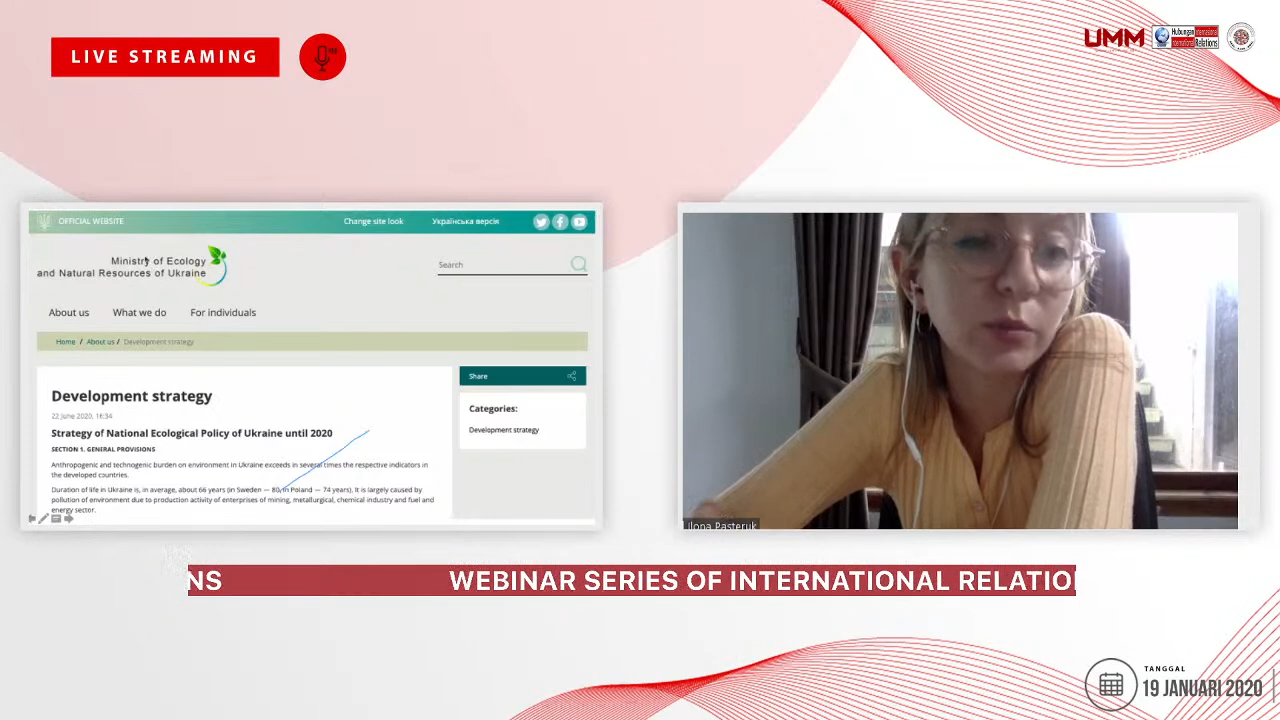 LIVE STREAMING
UMM
Hubungan Internasional
International Relations
OFFICIAL WEBSITE
Change site look
Українська версія
Ministry of Ecology
and Natural Resources of Ukraine
Search
About us
What we do
For individuals
Home / About us / Development strategy
Development strategy
22 June 2020, 16:34
Strategy of National Ecological Policy of Ukraine until 2020
SECTION 1. GENERAL PROVISIONS
Anthropogenic and technogenic burden on environment in Ukraine exceeds in several times the respective indicators in
the developed countries.
Duration of life in Ukraine is, in average, about 66 years (in Sweden — 80, in Poland — 74 years). It is largely caused by
pollution of environment due to production activity of enterprises of mining, metallurgical, chemical industry and fuel and
energy sector.
Share
Categories:
Development strategy
Ilona Pasteruk
NS WEBINAR SERIES OF INTERNATIONAL RELATIO
TANGGAL
19 JANUARI 2020